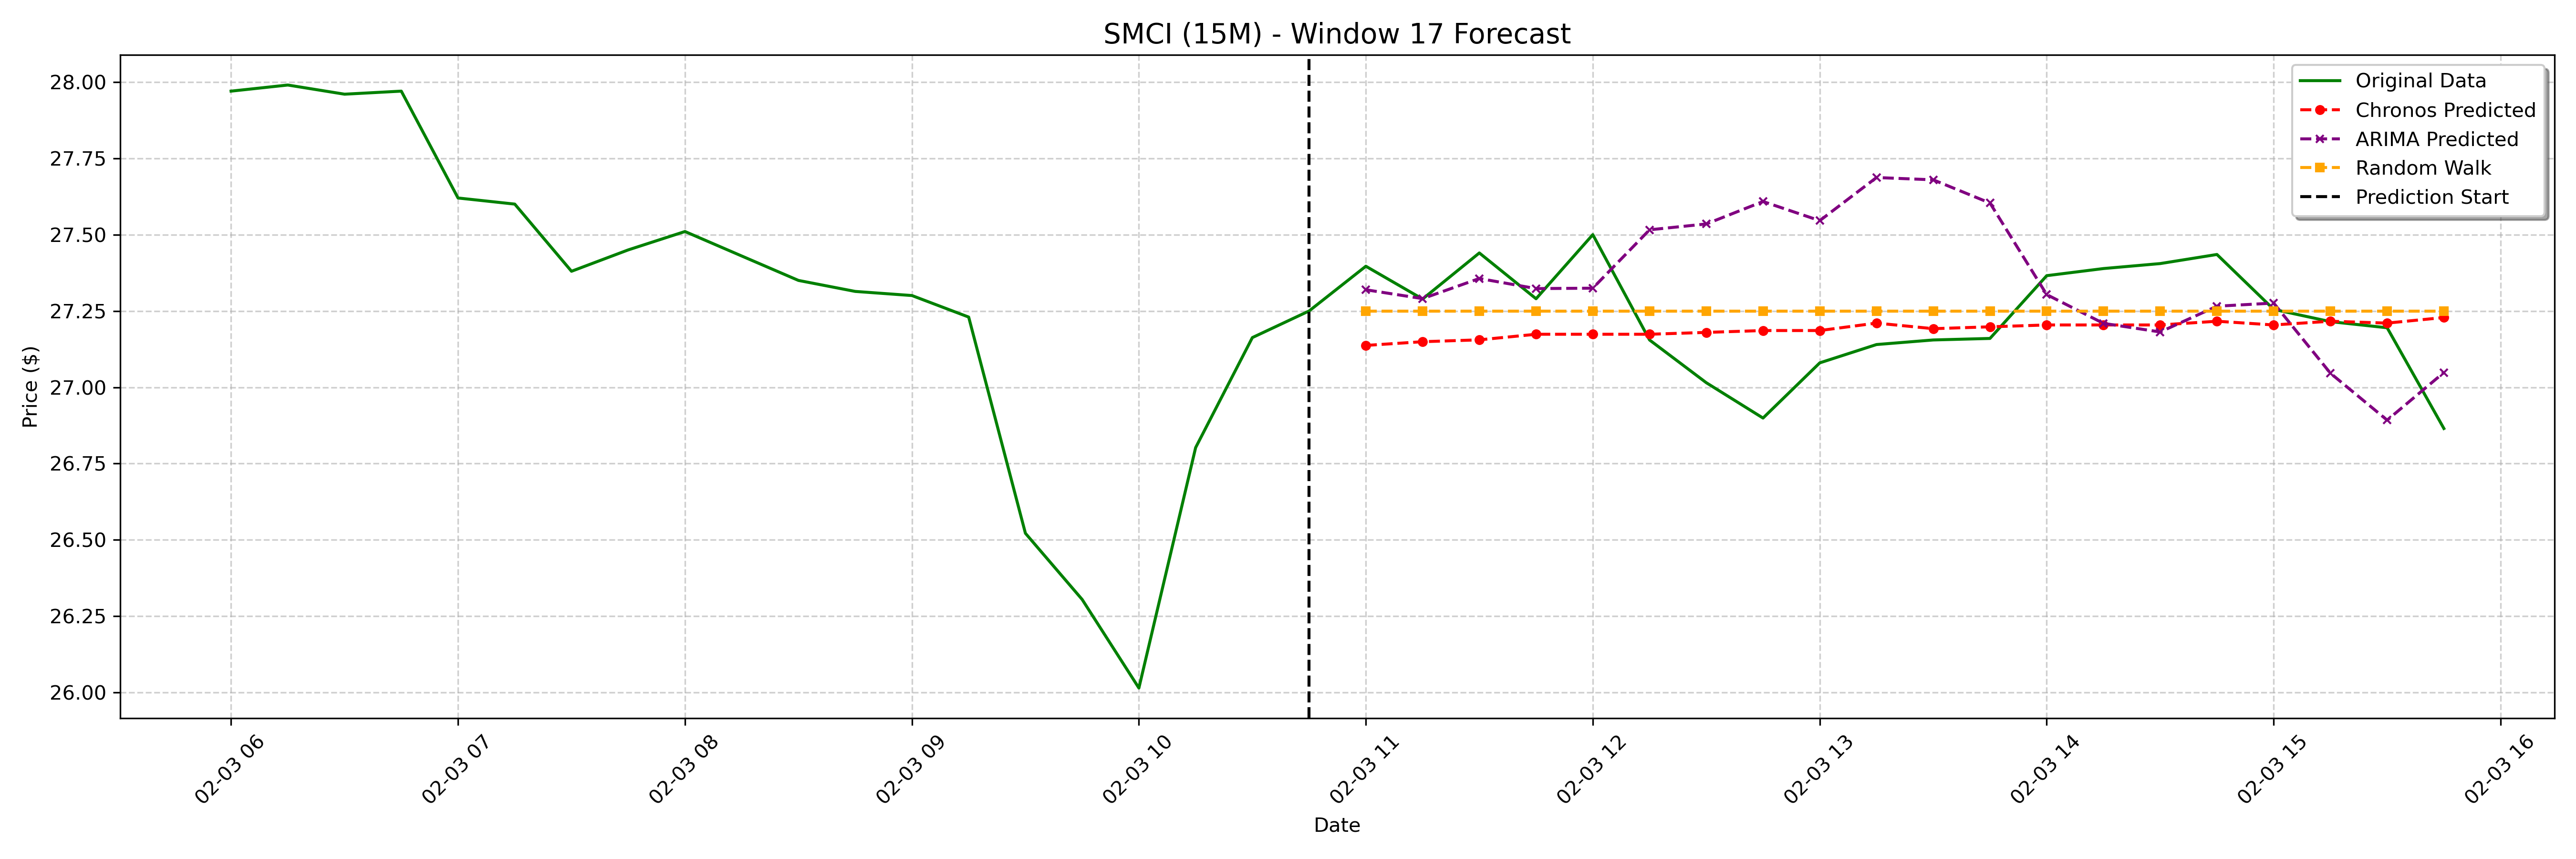 SMCI (15M) - Window 17 Forecast
Original Data
Chronos Predicted
ARIMA Predicted
Random Walk
Prediction Start
Price ($)
28.00
27.75
27.50
27.25
27.00
26.75
26.50
26.25
26.00
02-03 06
02-03 07
02-03 08
02-03 09
02-03 10
02-03 11
02-03 12
02-03 13
02-03 14
02-03 15
02-03 16
Date